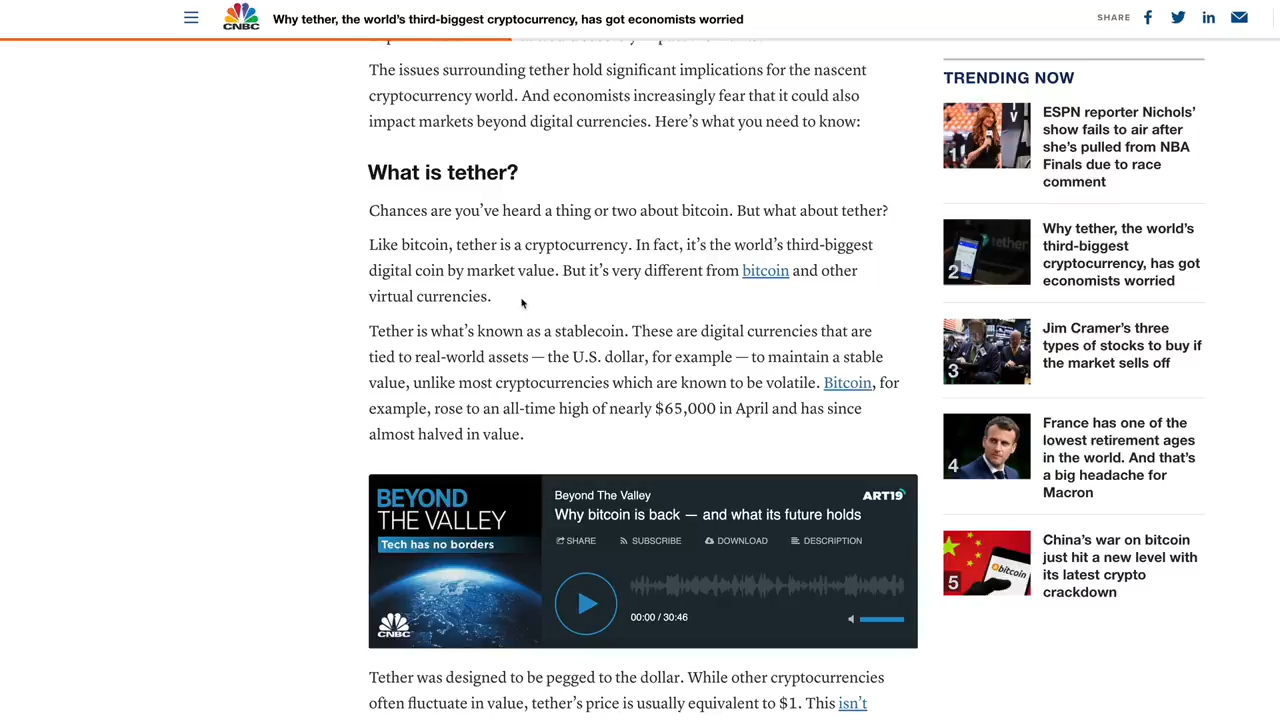 CNBC
Why tether, the world's third-biggest cryptocurrency, has got economists worried
SHARE
The issues surrounding tether hold significant implications for the nascent
cryptocurrency world. And economists increasingly fear that it could also
impact markets beyond digital currencies. Here's what you need to know:
What is tether?
Chances are you've heard a thing or two about bitcoin. But what about tether?
Like bitcoin, tether is a cryptocurrency. In fact, it's the world's third-biggest
digital coin by market value. But it's very different from bitcoin and other
virtual currencies.
Tether is what's known as a stablecoin. These are digital currencies that are
tied to real-world assets — the U.S. dollar, for example — to maintain a stable
value, unlike most cryptocurrencies which are known to be volatile. Bitcoin, for
example, rose to an all-time high of nearly $65,000 in April and has since
almost halved in value.
BEYOND
THE VALLEY
Tech has no borders
CNBC
Beyond The Valley
ART19
Why bitcoin is back — and what its future holds
SHARE SUBSCRIBE DOWNLOAD DESCRIPTION
00:00 / 30:46
Tether was designed to be pegged to the dollar. While other cryptocurrencies
often fluctuate in value, tether's price is usually equivalent to $1. This isn't
TRENDING NOW
1
ESPN reporter Nichols'
show fails to air after
she's pulled from NBA
Finals due to race
comment
tether
2
Why tether, the world's
third-biggest
cryptocurrency, has got
economists worried
3
Jim Cramer's three
types of stocks to buy if
the market sells off
4
France has one of the
lowest retirement ages
in the world. And that's
a big headache for
Macron
bitcoin
5
China's war on bitcoin
just hit a new level with
its latest crypto
crackdown